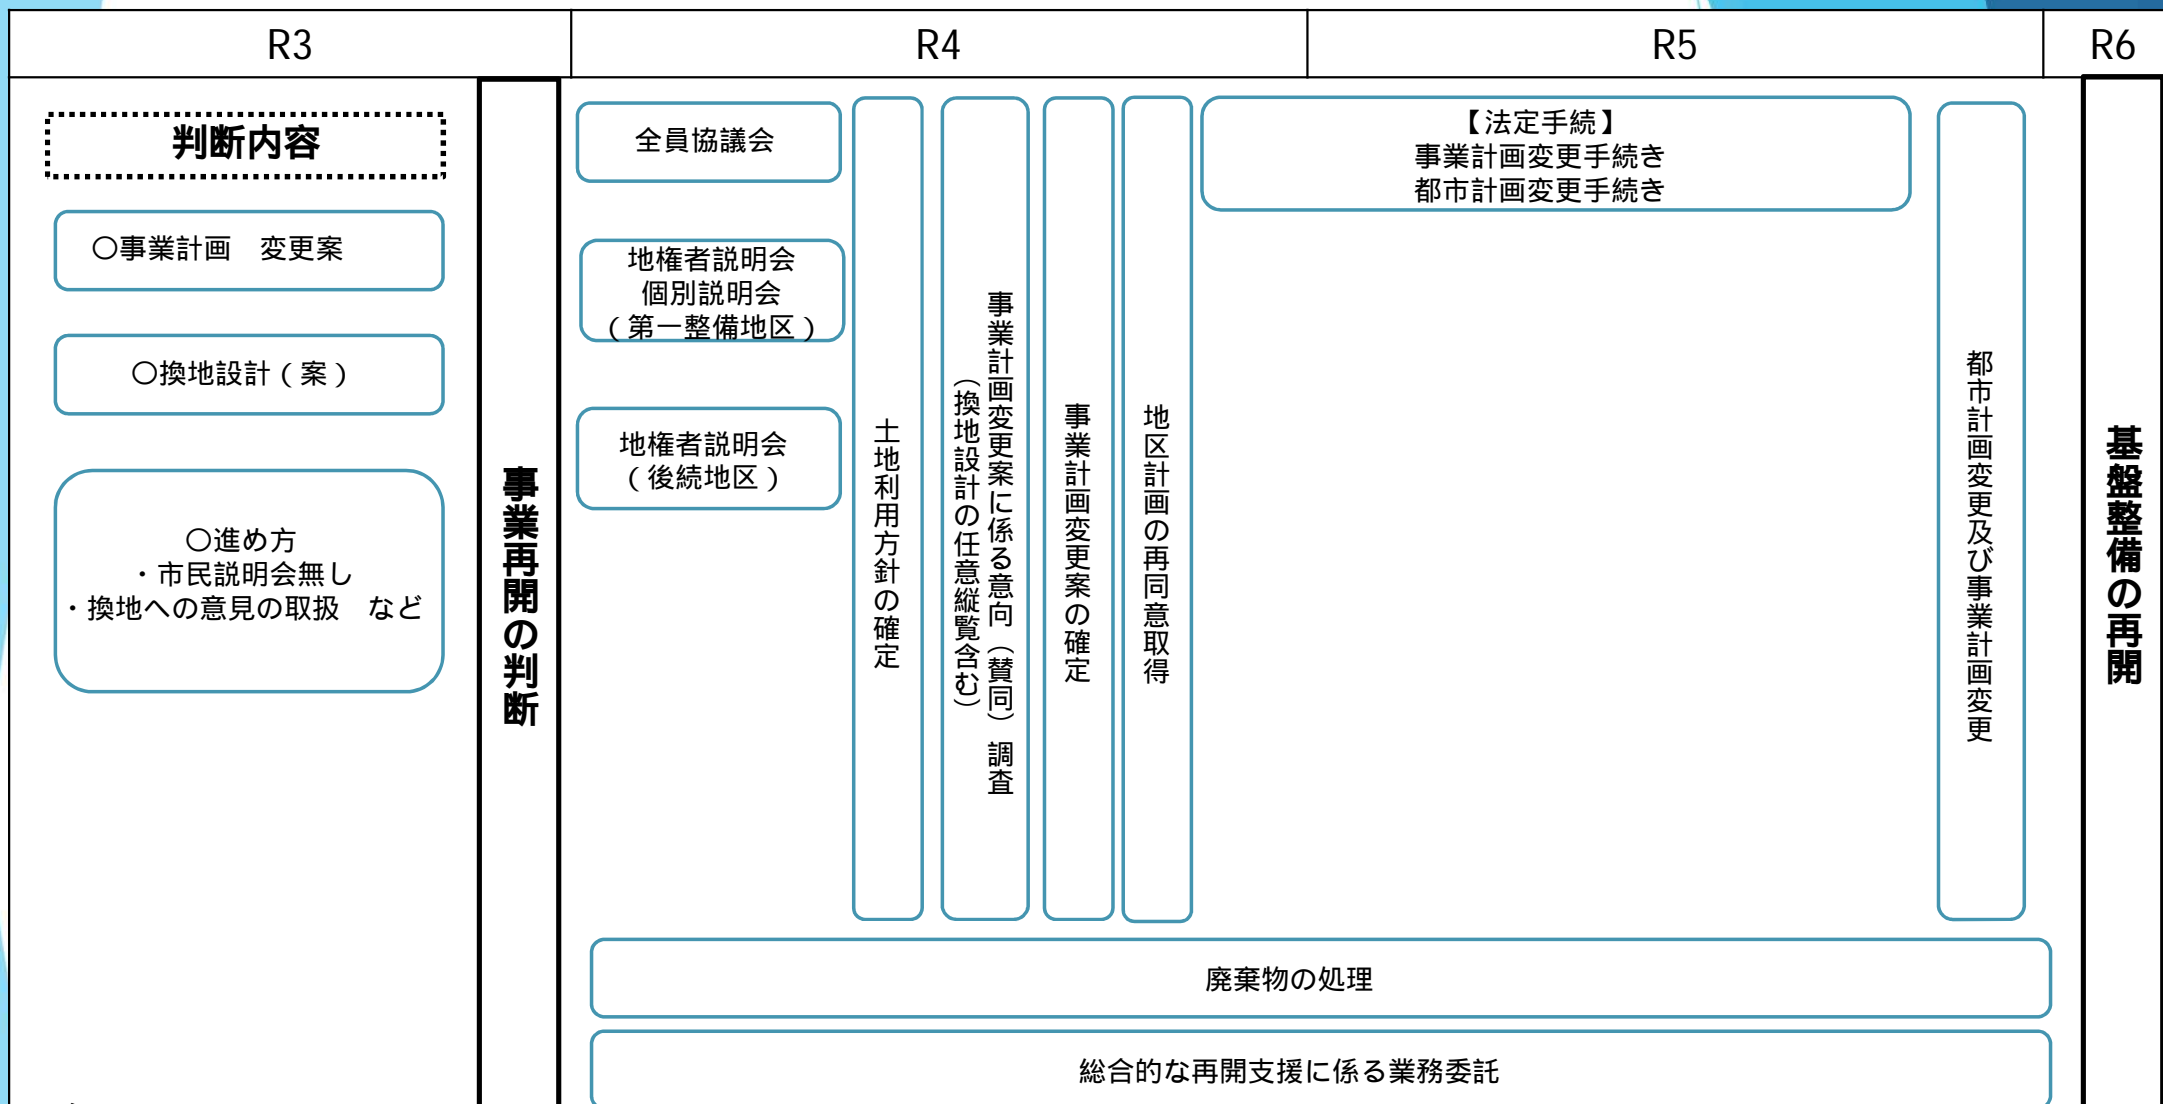 R3
R4
R5
R6
判断内容
〇事業計画　変更案
〇換地設計（案）
〇進め方
・市民説明会無し
・換地への意見の取扱　など
事業再開の判断
全員協議会
地権者説明会
個別説明会
（第一整備地区）
地権者説明会
（後続地区）
土地利用方針の確定
事業計画変更案に係る意向（賛同）調査
（換地設計の任意縦覧含む）
事業計画変更案の確定
地区計画の再同意取得
【法定手続】
事業計画変更手続き
都市計画変更手続き
都市計画変更及び事業計画変更
基盤整備の再開
廃棄物の処理
総合的な再開支援に係る業務委託